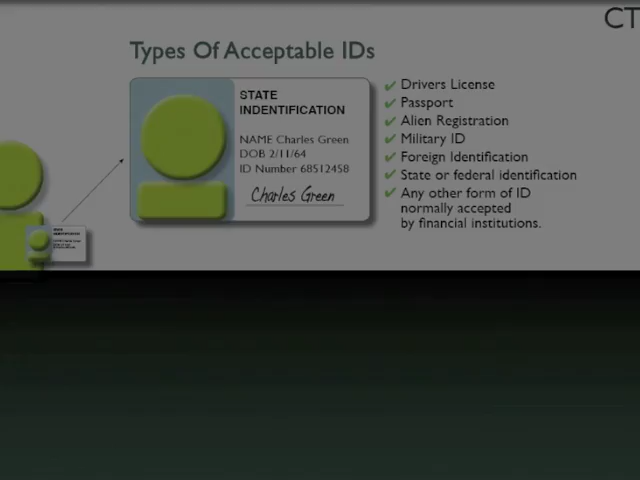 CT
Types Of Acceptable IDs
STATE
INDENTIFICATION
NAME Charles Green
DOB 2/11/64
ID Number 68512458
Charles Green
Drivers License
Passport
Alien Registration
Military ID
Foreign Identification
State or federal identification
Any other form of ID
normally accepted
by financial institutions.
STATE
INDENTIFICATION